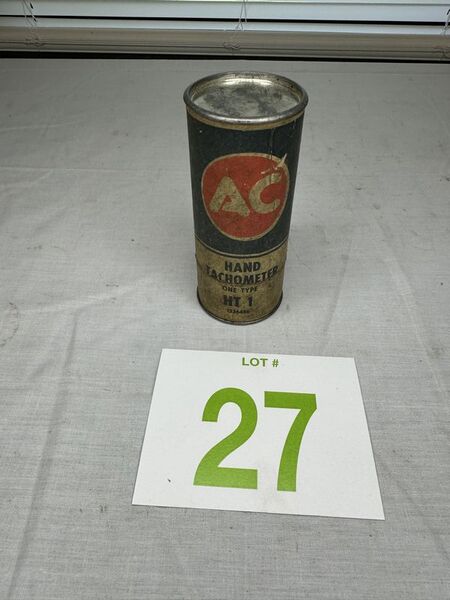 AC
HAND
TACHOMETER
ONE TYPE
HT 1
LOT #
27